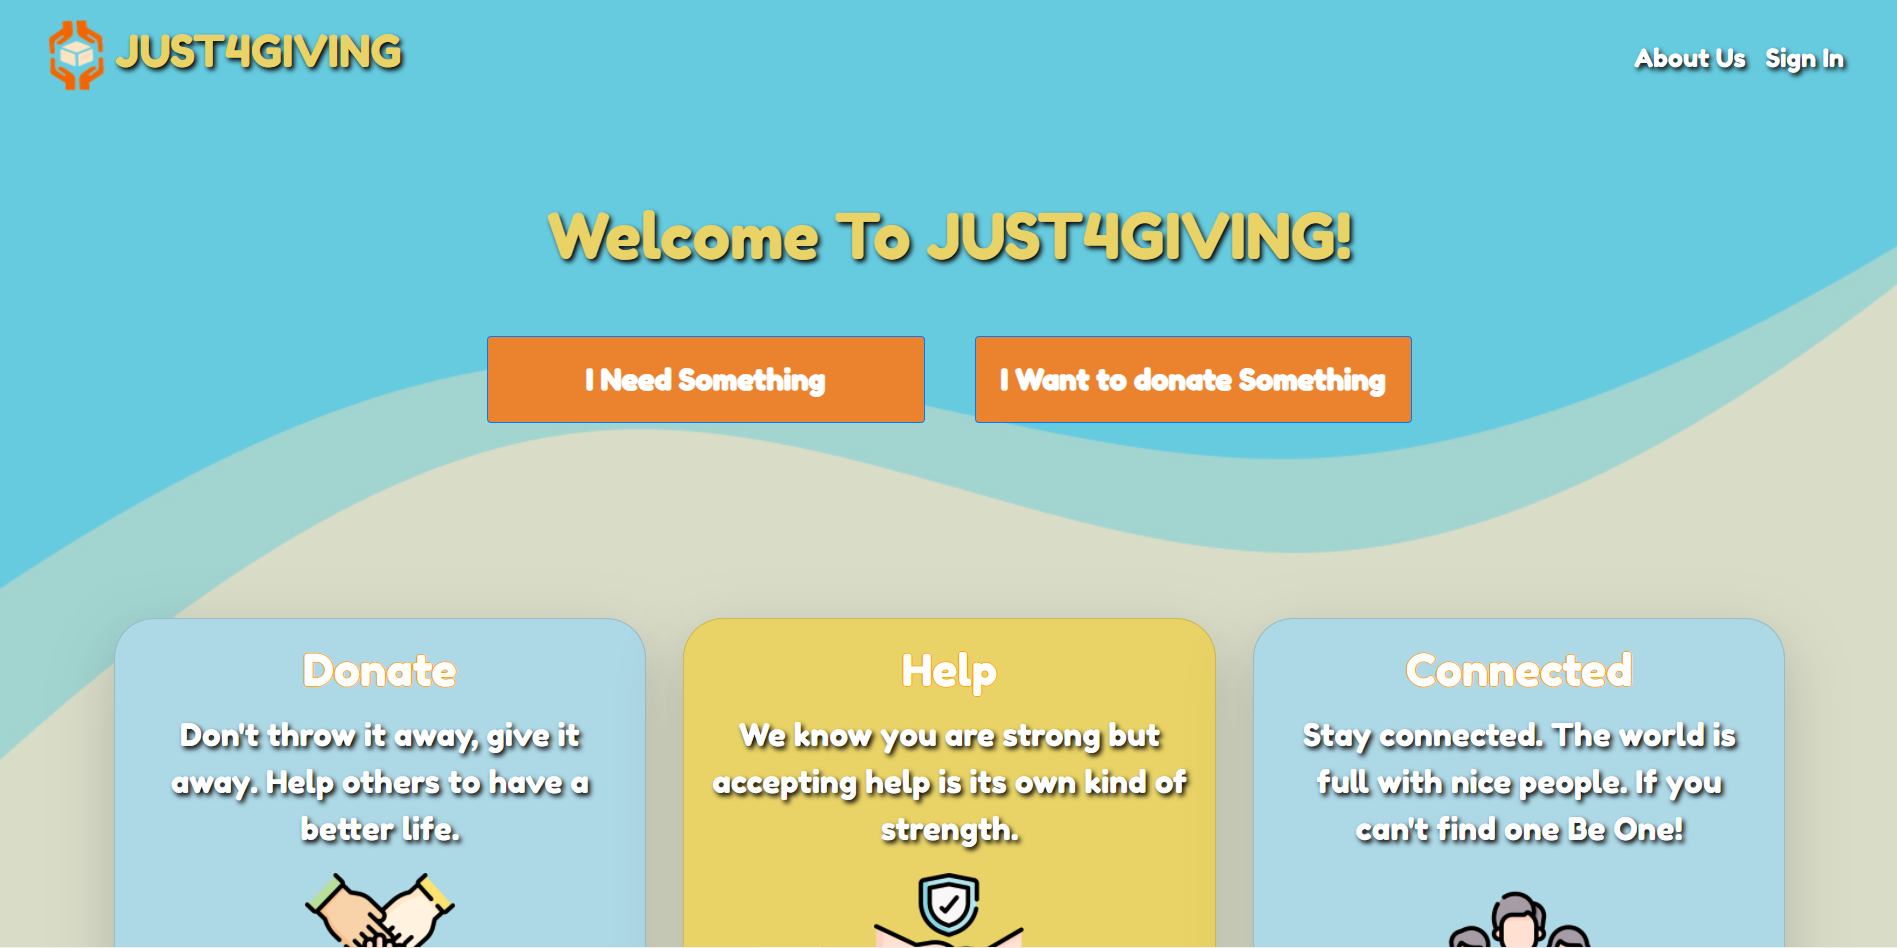 JUST4GIVING
About Us Sign In
Welcome To JUST4GIVING!
I Need Something
I Want to donate Something
Donate
Don't throw it away, give it
away. Help others to have a
better life.
Help
We know you are strong but
accepting help is its own kind of
strength.
Connected
Stay connected. The world is
full with nice people. If you
can't find one Be One!